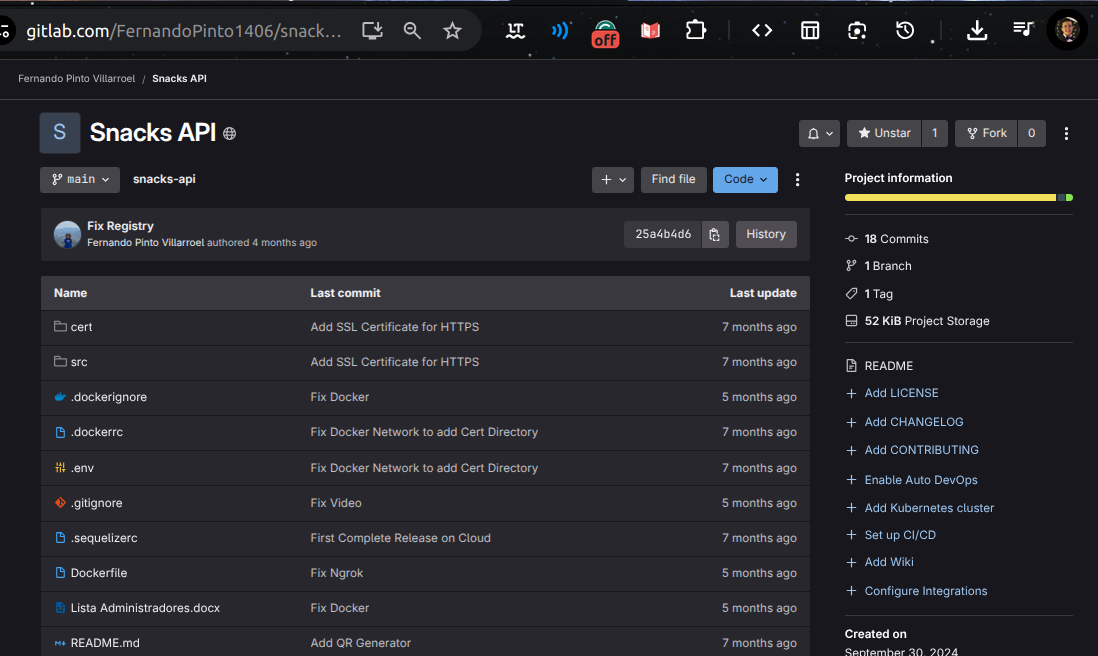 gitlab.com/FernandoPinto1406/snack...
off
Fernando Pinto Villarroel / Snacks API
S Snacks API
Unstar 1 Fork 0
main snacks-api
Find file Code
Fix Registry
Fernando Pinto Villarroel authored 4 months ago
25a4b4d6 History
Name Last commit Last update
cert Add SSL Certificate for HTTPS 7 months ago
src Add SSL Certificate for HTTPS 7 months ago
.dockerignore Fix Docker 5 months ago
.dockerrc Fix Docker Network to add Cert Directory 7 months ago
.env Fix Docker Network to add Cert Directory 7 months ago
.gitignore Fix Video 5 months ago
.sequelizerc First Complete Release on Cloud 7 months ago
Dockerfile Fix Ngrok 5 months ago
Lista Administradores.docx Fix Docker 5 months ago
README.md Add QR Generator 7 months ago
Project information
18 Commits
1 Branch
1 Tag
52 KiB Project Storage
README
Add LICENSE
Add CHANGELOG
Add CONTRIBUTING
Enable Auto DevOps
Add Kubernetes cluster
Set up CI/CD
Add Wiki
Configure Integrations
Created on
September 30, 2024